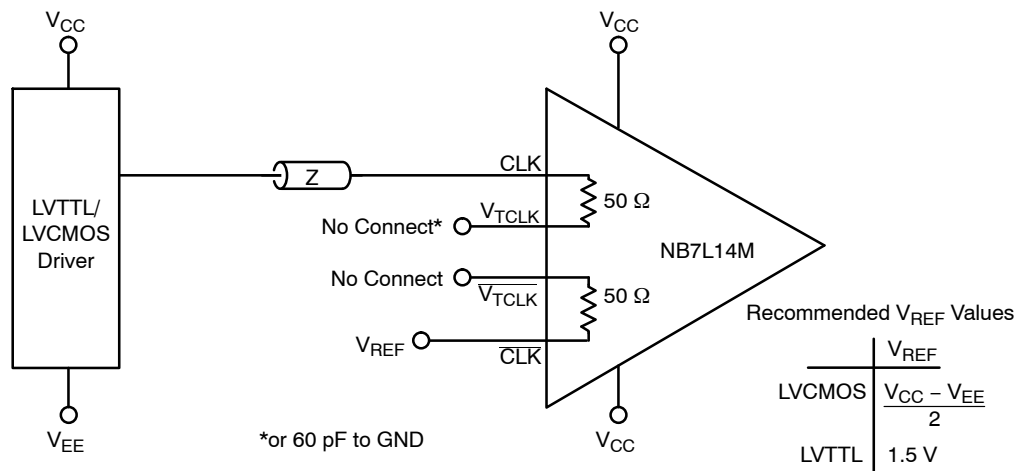 V_CC
V_CC
LVTTL/
LVCMOS
Driver
Z
CLK
50 Ω
No Connect*
V_TCLK
NB7L14M
No Connect
V̅_T̅C̅L̅K̅
50 Ω
V_REF
C̅L̅K̅
V_EE
*or 60 pF to GND
V_CC
Recommended V_REF Values
V_REF
LVCMOS
V_CC – V_EE
2
LVTTL
1.5 V